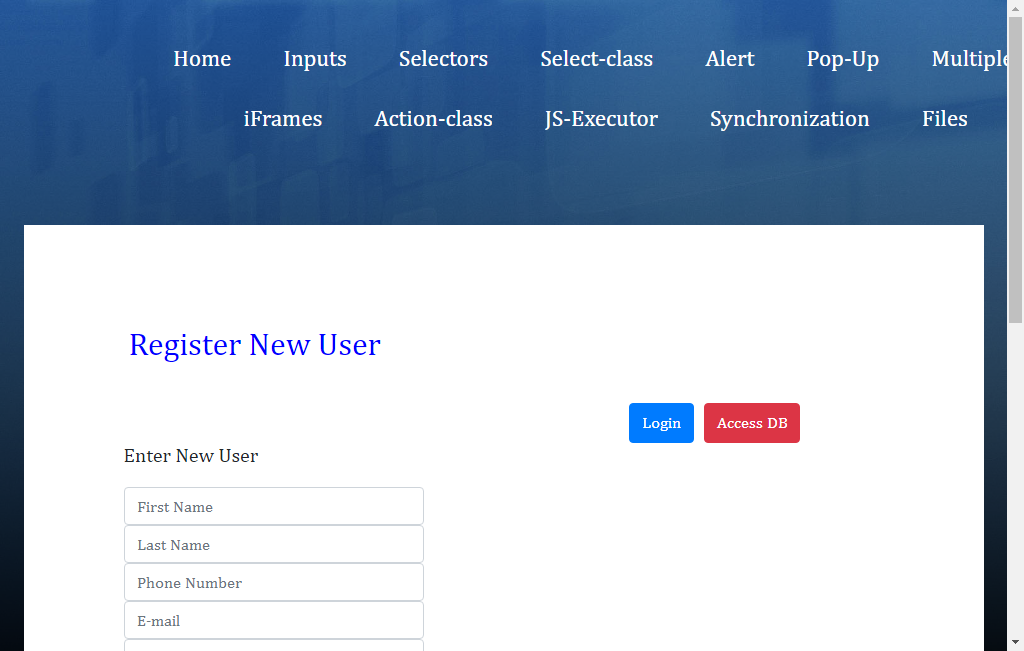 Home Inputs Selectors Select-class Alert Pop-Up Multiple
iFrames Action-class JS-Executor Synchronization Files
Register New User
Login Access DB
Enter New User
First Name
Last Name
Phone Number
E-mail